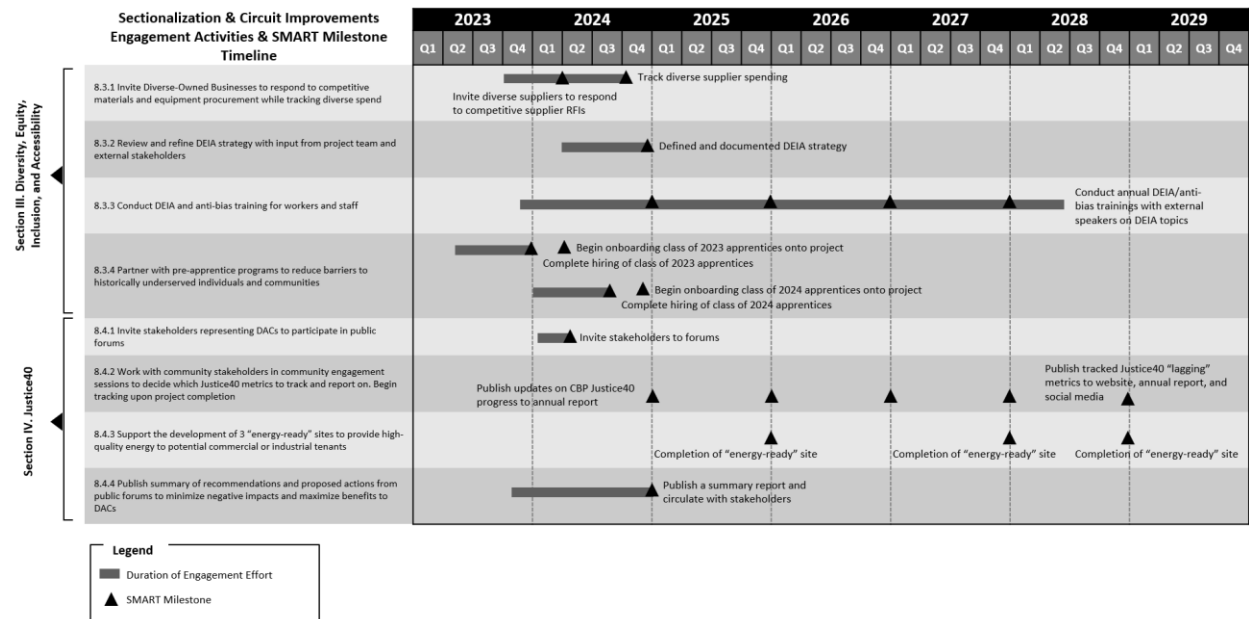 Sectionalization & Circuit Improvements
Engagement Activities & SMART Milestone
Timeline
2023 2024 2025 2026 2027 2028 2029
Q1 Q2 Q3 Q4 Q1 Q2 Q3 Q4 Q1 Q2 Q3 Q4 Q1 Q2 Q3 Q4 Q1 Q2 Q3 Q4 Q1 Q2 Q3 Q4 Q1 Q2 Q3 Q4
Section III. Diversity, Equity,
Inclusion, and Accessibility
8.3.1 Invite Diverse-Owned Businesses to respond to competitive
materials and equipment procurement while tracking diverse spend
Track diverse supplier spending
Invite diverse suppliers to respond
to competitive supplier RFIs
8.3.2 Review and refine DEIA strategy with input from project team and
external stakeholders
Defined and documented DEIA strategy
8.3.3 Conduct DEIA and anti-bias training for workers and staff
Conduct annual DEIA/anti-
bias trainings with external
speakers on DEIA topics
8.3.4 Partner with pre-apprentice programs to reduce barriers to
historically underserved individuals and communities
Begin onboarding class of 2023 apprentices onto project
Complete hiring of class of 2023 apprentices
Begin onboarding class of 2024 apprentices onto project
Complete hiring of class of 2024 apprentices
Section IV. Justice40
8.4.1 Invite stakeholders representing DACs to participate in public
forums
Invite stakeholders to forums
8.4.2 Work with community stakeholders in community engagement
sessions to decide which Justice40 metrics to track and report on. Begin
tracking upon project completion
Publish updates on CBP Justice40
progress to annual report
Publish tracked Justice40 “lagging”
metrics to website, annual report, and
social media
8.4.3 Support the development of 3 “energy-ready” sites to provide high-
quality energy to potential commercial or industrial tenants
Completion of “energy-ready” site
Completion of “energy-ready” site
Completion of “energy-ready” site
8.4.4 Publish summary of recommendations and proposed actions from
public forums to minimize negative impacts and maximize benefits to
DACs
Publish a summary report and
circulate with stakeholders
Legend
Duration of Engagement Effort
SMART Milestone